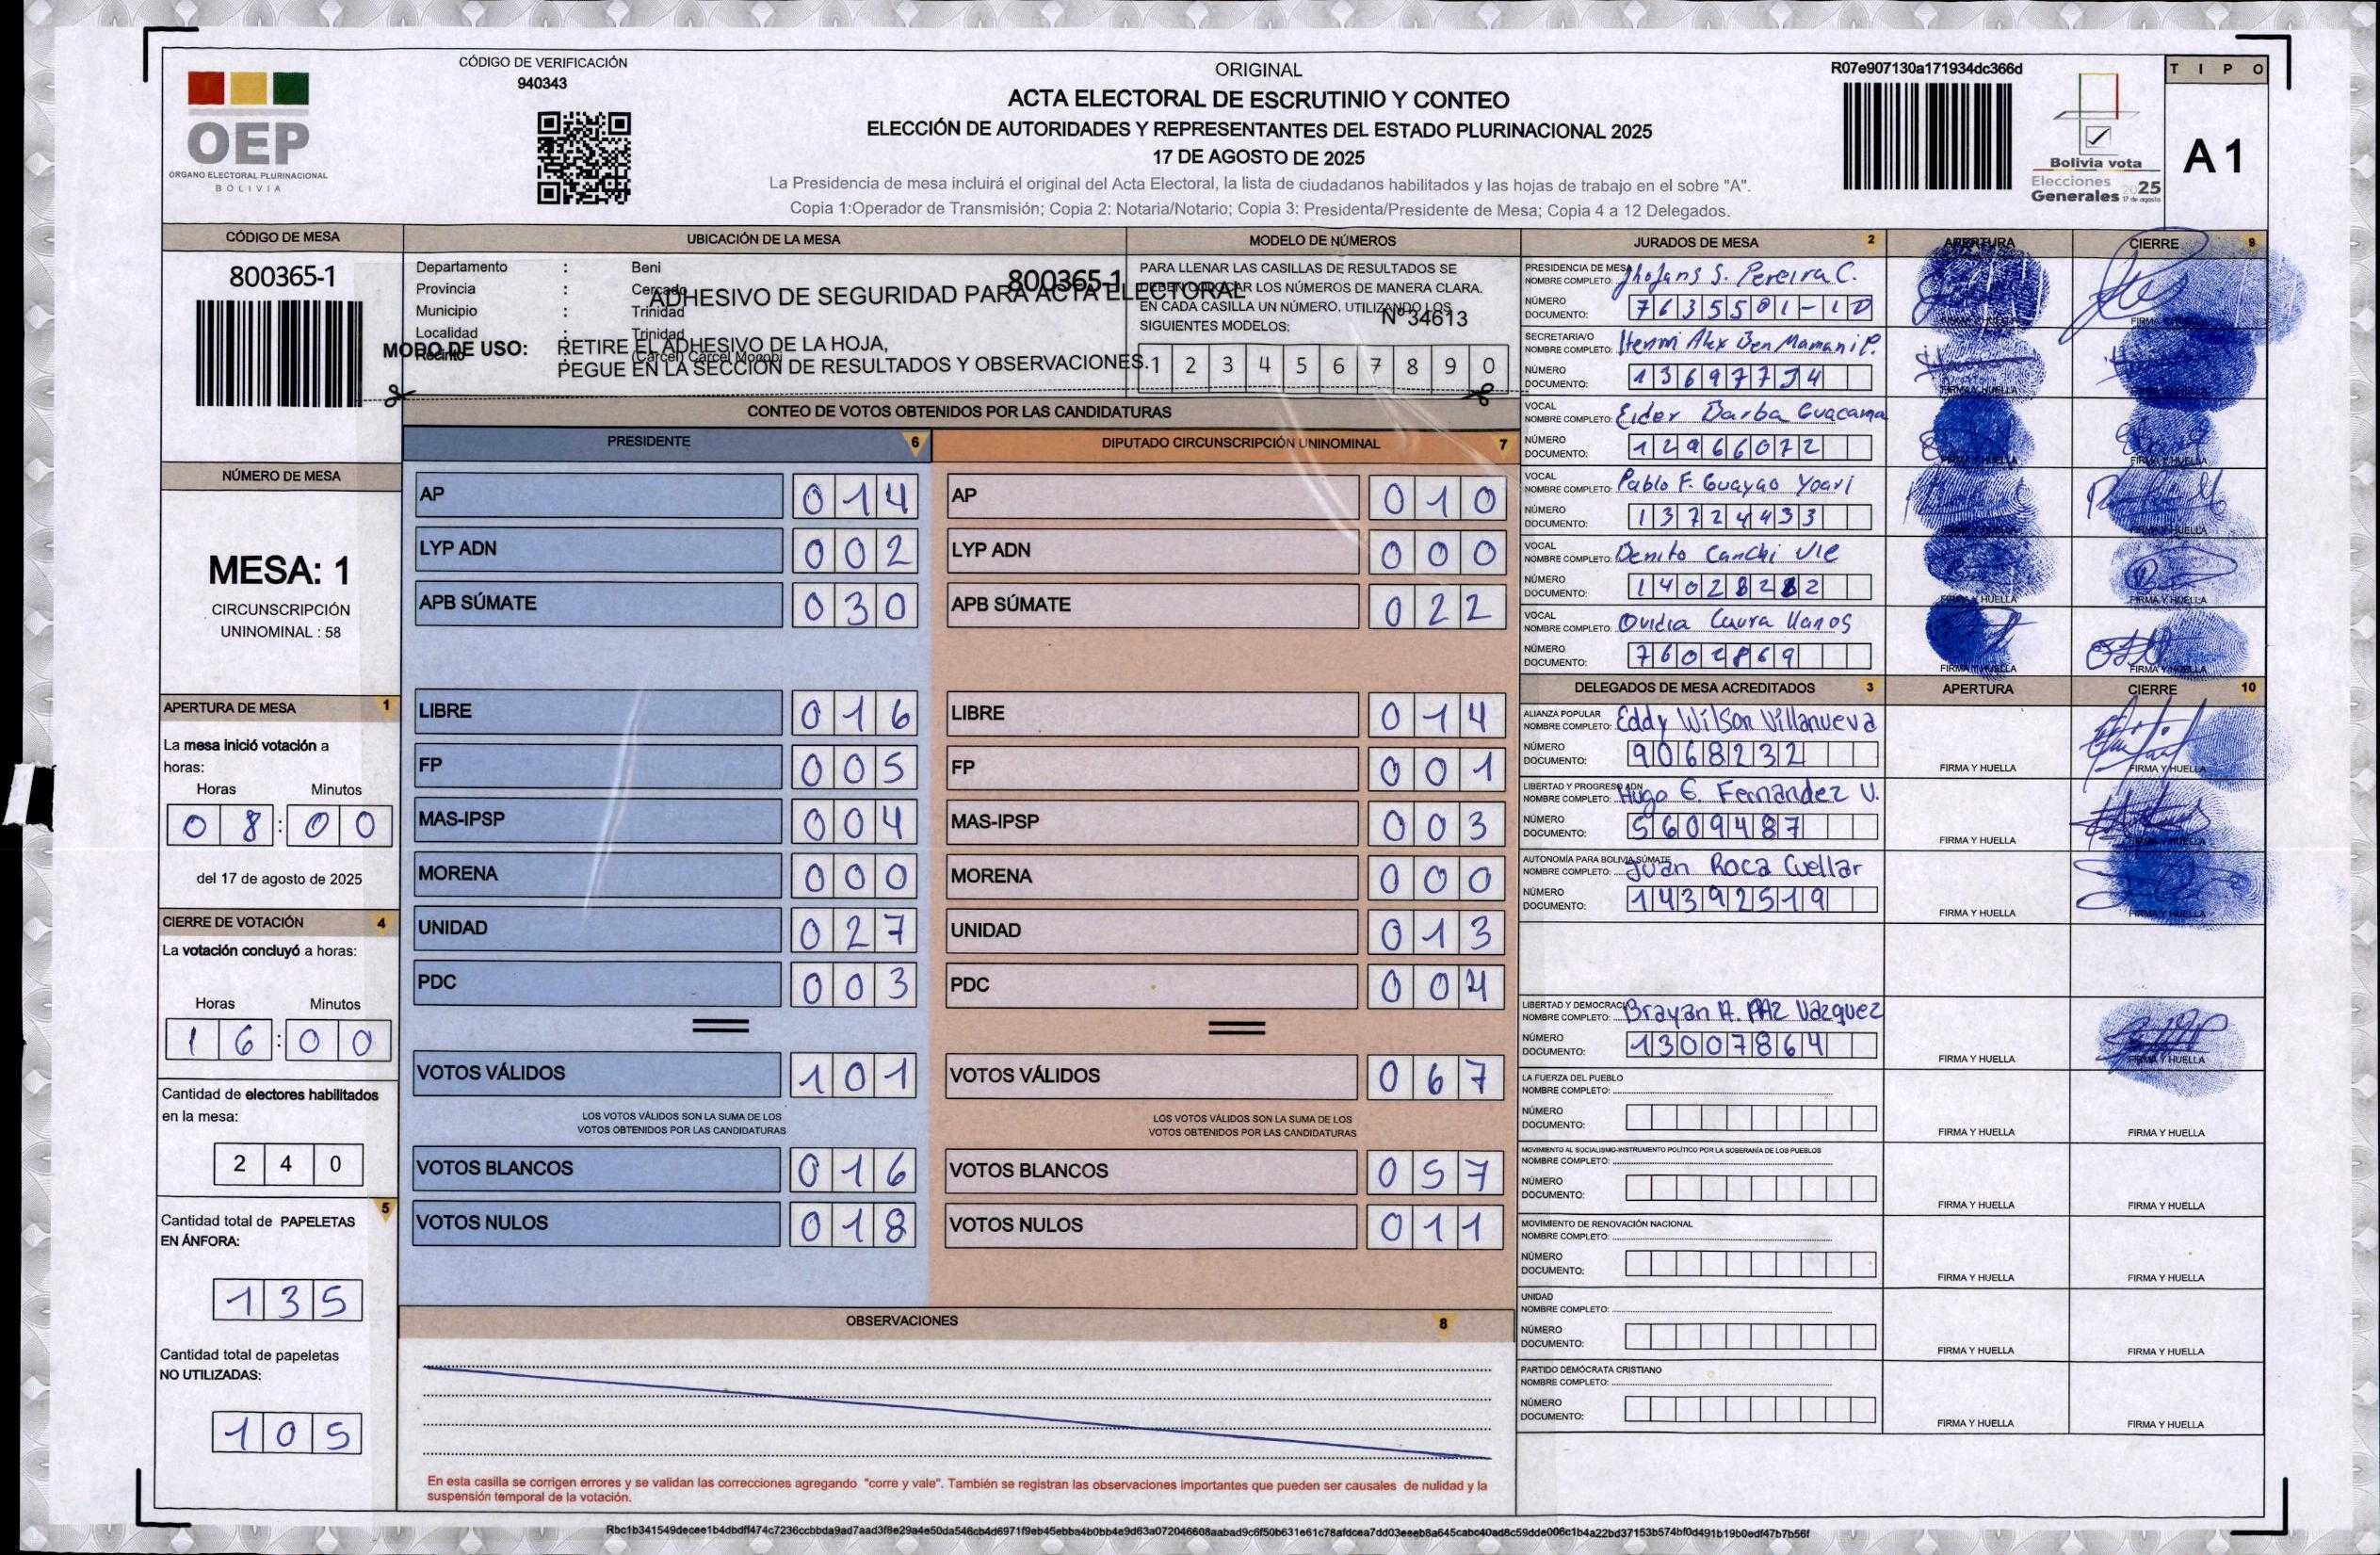 CÓDIGO DE VERIFICACIÓN
940343
OEP
ÓRGANO ELECTORAL PLURINACIONAL
BOLIVIA
ORIGINAL
ACTA ELECTORAL DE ESCRUTINIO Y CONTEO
ELECCIÓN DE AUTORIDADES Y REPRESENTANTES DEL ESTADO PLURINACIONAL 2025
17 DE AGOSTO DE 2025
La Presidencia de mesa incluirá el original del Acta Electoral, la lista de ciudadanos habilitados y las hojas de trabajo en el sobre "A".
Copia 1:Operador de Transmisión; Copia 2: Notaria/Notario; Copia 3: Presidenta/Presidente de Mesa; Copia 4 a 12 Delegados.
R07e907130a171934dc366d
Bolivia vota
Elecciones
Generales 2025
17 de agosto
TIPO
A 1
CÓDIGO DE MESA
800365-1
UBICACIÓN DE LA MESA
Departamento : Beni
Provincia : Cercado
Municipio : Trinidad
Localidad : Trinidad
Recinto : (Carcel) Carcel Mocobi
800365-1
ADHESIVO DE SEGURIDAD PARA ACTA ELECTORAL
N°34613
MODO DE USO: RETIRE EL ADHESIVO DE LA HOJA,
PEGUE EN LA SECCIÓN DE RESULTADOS Y OBSERVACIONES.
MODELO DE NÚMEROS
PARA LLENAR LAS CASILLAS DE RESULTADOS SE
DEBEN COLOCAR LOS NÚMEROS DE MANERA CLARA.
EN CADA CASILLA UN NÚMERO, UTILIZANDO LOS
SIGUIENTES MODELOS:
1 2 3 4 5 6 7 8 9 0
NÚMERO DE MESA
MESA: 1
CIRCUNSCRIPCIÓN
UNINOMINAL : 58
APERTURA DE MESA 1
La mesa inició votación a
horas:
Horas Minutos
08:00
del 17 de agosto de 2025
CIERRE DE VOTACIÓN 4
La votación concluyó a horas:
Horas Minutos
16:00
Cantidad de electores habilitados
en la mesa:
240
5
Cantidad total de PAPELETAS
EN ÁNFORA:
135
Cantidad total de papeletas
NO UTILIZADAS:
105
CONTEO DE VOTOS OBTENIDOS POR LAS CANDIDATURAS
PRESIDENTE 6
AP 014
LYP ADN 002
APB SÚMATE 030
LIBRE 016
FP 005
MAS-IPSP 004
MORENA 000
UNIDAD 027
PDC 003
VOTOS VÁLIDOS 101
LOS VOTOS VÁLIDOS SON LA SUMA DE LOS
VOTOS OBTENIDOS POR LAS CANDIDATURAS
VOTOS BLANCOS 016
VOTOS NULOS 018
DIPUTADO CIRCUNSCRIPCIÓN UNINOMINAL 7
AP 010
LYP ADN 000
APB SÚMATE 022
LIBRE 014
FP 001
MAS-IPSP 003
MORENA 000
UNIDAD 013
PDC 004
VOTOS VÁLIDOS 067
LOS VOTOS VÁLIDOS SON LA SUMA DE LOS
VOTOS OBTENIDOS POR LAS CANDIDATURAS
VOTOS BLANCOS 057
VOTOS NULOS 011
OBSERVACIONES 8
En esta casilla se corrigen errores y se validan las correcciones agregando "corre y vale". También se registran las observaciones importantes que pueden ser causales de nulidad y la
suspensión temporal de la votación.
JURADOS DE MESA 2 APERTURA CIERRE 9
PRESIDENCIA DE MESA
NOMBRE COMPLETO: Jhofans S. Pereira C.
NÚMERO
DOCUMENTO: 7635501-1D
FIRMA Y HUELLA FIRMA Y HUELLA
SECRETARIA/O
NOMBRE COMPLETO: Henrri Alex Ben Mamani P.
NÚMERO
DOCUMENTO: 13697734
FIRMA Y HUELLA FIRMA Y HUELLA
VOCAL
NOMBRE COMPLETO: Eider Barba Guacama
NÚMERO
DOCUMENTO: 12966072
FIRMA Y HUELLA FIRMA Y HUELLA
VOCAL
NOMBRE COMPLETO: Pablo F. Guayao Yoari
NÚMERO
DOCUMENTO: 13724433
FIRMA Y HUELLA FIRMA Y HUELLA
VOCAL
NOMBRE COMPLETO: Benito Canchi Vie
NÚMERO
DOCUMENTO: 14028282
FIRMA Y HUELLA FIRMA Y HUELLA
VOCAL
NOMBRE COMPLETO: Ovidia Caura Llanos
NÚMERO
DOCUMENTO: 7602869
FIRMA Y HUELLA FIRMA Y HUELLA
DELEGADOS DE MESA ACREDITADOS 3 APERTURA CIERRE 10
ALIANZA POPULAR
NOMBRE COMPLETO: Eddy Wilson Villanueva
NÚMERO
DOCUMENTO: 9068232
FIRMA Y HUELLA FIRMA Y HUELLA
LIBERTAD Y PROGRESO ADN
NOMBRE COMPLETO: Hugo E. Fernandez V.
NÚMERO
DOCUMENTO: 5609487
FIRMA Y HUELLA FIRMA Y HUELLA
AUTONOMÍA PARA BOLIVIA SÚMATE
NOMBRE COMPLETO: Juan Roca Cuellar
NÚMERO
DOCUMENTO: 14392519
FIRMA Y HUELLA FIRMA Y HUELLA
LIBERTAD Y DEMOCRACIA
NOMBRE COMPLETO: Brayan A. PAZ Vazquez
NÚMERO
DOCUMENTO: 13007864
FIRMA Y HUELLA FIRMA Y HUELLA
LA FUERZA DEL PUEBLO
NOMBRE COMPLETO:
NÚMERO
DOCUMENTO:
FIRMA Y HUELLA FIRMA Y HUELLA
MOVIMIENTO AL SOCIALISMO-INSTRUMENTO POLÍTICO POR LA SOBERANÍA DE LOS PUEBLOS
NOMBRE COMPLETO:
NÚMERO
DOCUMENTO:
FIRMA Y HUELLA FIRMA Y HUELLA
MOVIMIENTO DE RENOVACIÓN NACIONAL
NOMBRE COMPLETO:
NÚMERO
DOCUMENTO:
FIRMA Y HUELLA FIRMA Y HUELLA
UNIDAD
NOMBRE COMPLETO:
NÚMERO
DOCUMENTO:
FIRMA Y HUELLA FIRMA Y HUELLA
PARTIDO DEMÓCRATA CRISTIANO
NOMBRE COMPLETO:
NÚMERO
DOCUMENTO:
FIRMA Y HUELLA FIRMA Y HUELLA